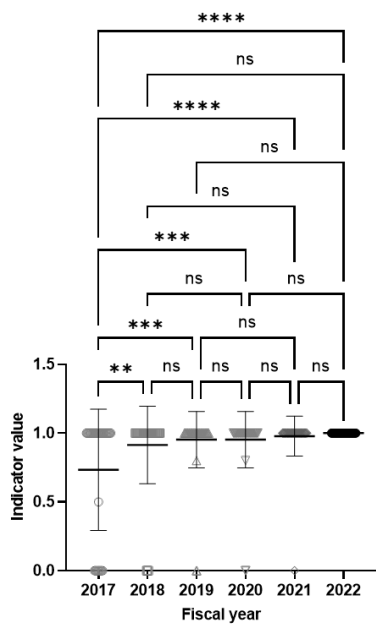 ****
ns
****
ns
ns
***
ns ns
*** ns
** ns ns ns ns
1.5
1.0
0.5
0.0
Indicator value
2017 2018 2019 2020 2021 2022
Fiscal year